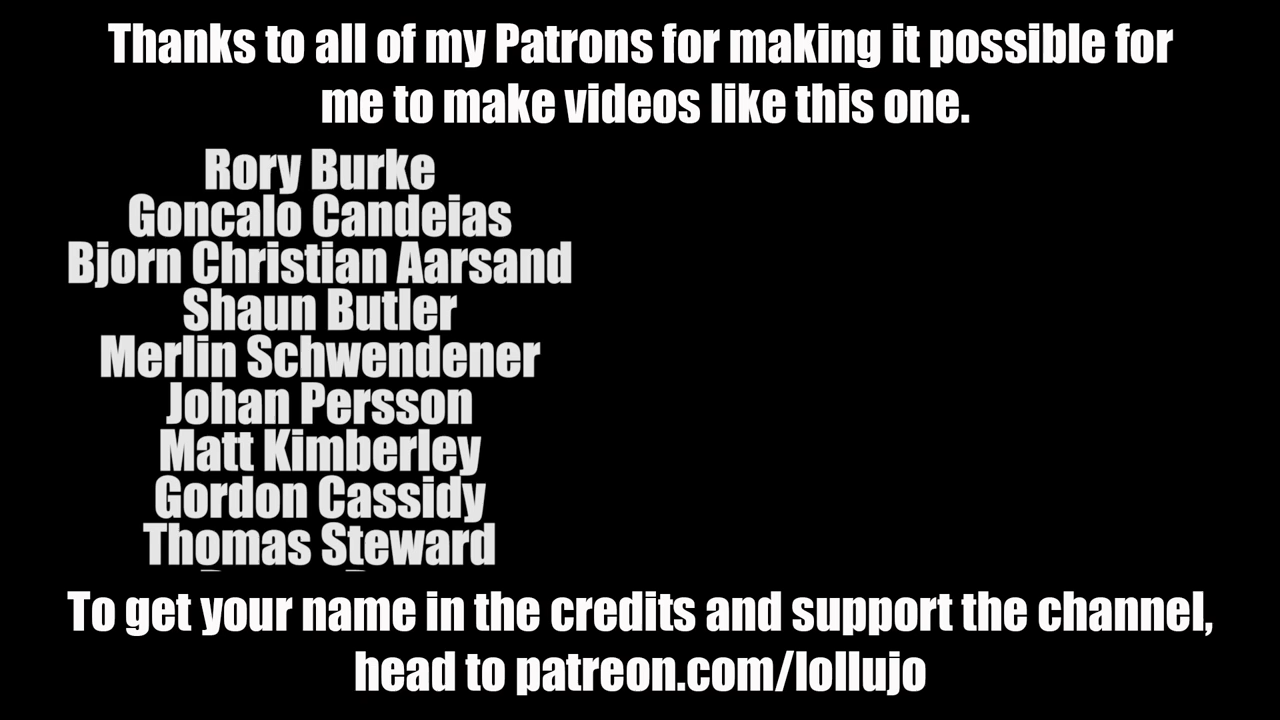 Thanks to all of my Patrons for making it possible for
me to make videos like this one.
Rory Burke
Goncalo Candeias
Bjorn Christian Aarsand
Shaun Butler
Merlin Schwendener
Johan Persson
Matt Kimberley
Gordon Cassidy
Thomas Steward
To get your name in the credits and support the channel,
head to patreon.com/lollujo